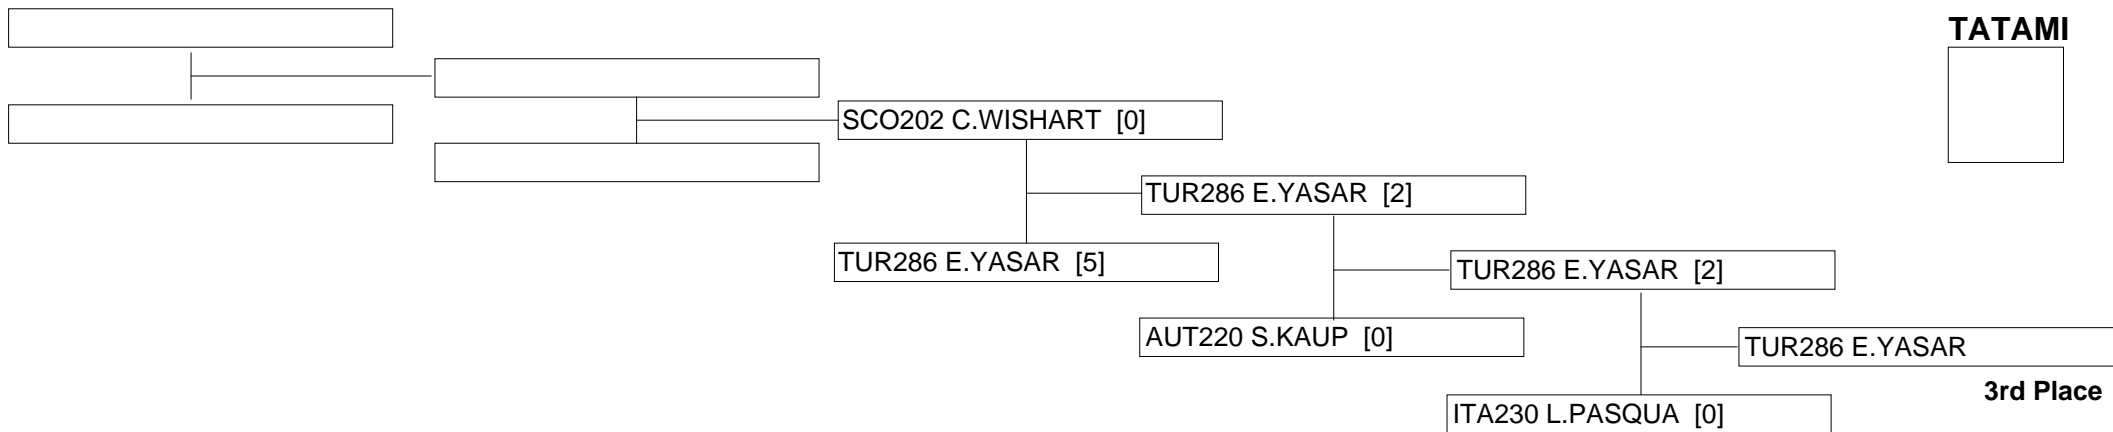 TATAMI
SCO202 C.WISHART [0]
TUR286 E.YASAR [2]
TUR286 E.YASAR [5]
TUR286 E.YASAR [2]
AUT220 S.KAUP [0]
TUR286 E.YASAR
3rd Place
ITA230 L.PASQUA [0]